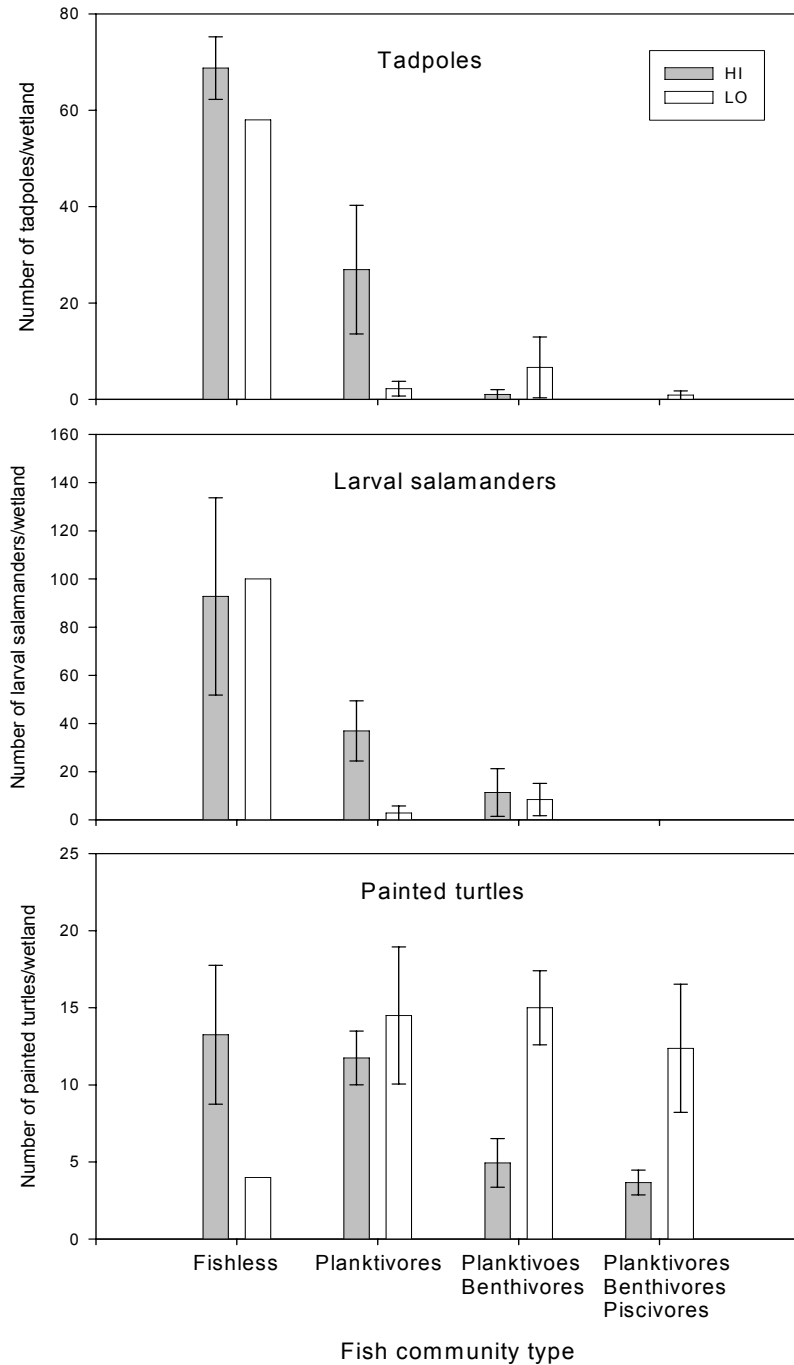 80
Tadpoles
HI
LO
60
40
20
0
Number of tadpoles/wetland
160
Larval salamanders
140
120
100
80
60
40
20
0
Number of larval salamanders/wetland
25
Painted turtles
20
15
10
5
0
Number of painted turtles/wetland
Fishless
Planktivores
Planktivoes
Benthivores
Planktivores
Benthivores
Piscivores
Fish community type